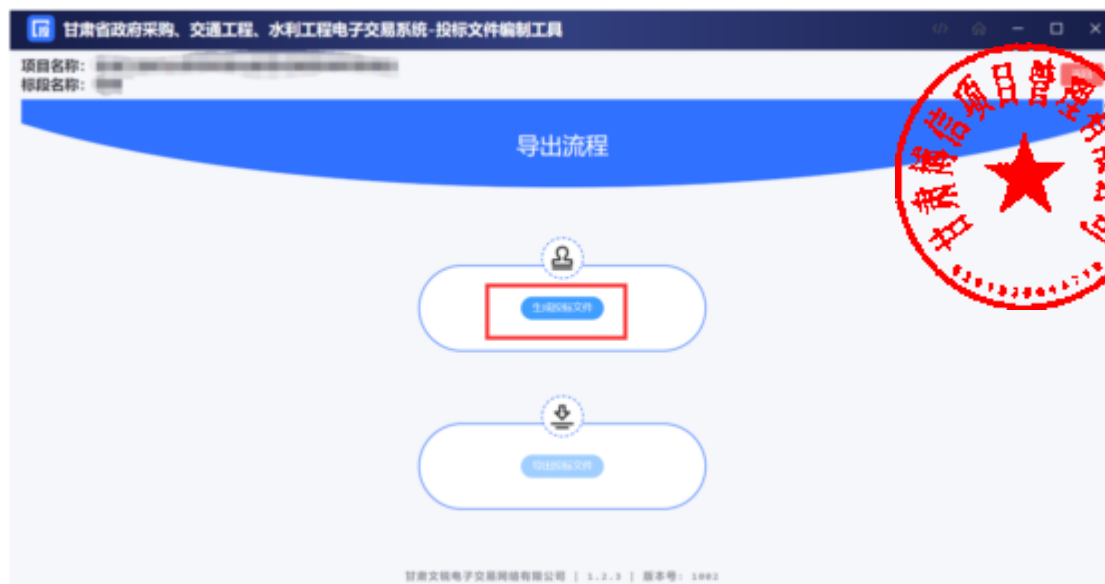 甘肃省政府采购、交通工程、水利工程电子交易系统-投标文件编制工具
项目名称：
标段名称：
导出流程
生成投标文件
导出投标文件
甘肃文锐电子交易网络有限公司 | 1.2.3 | 版本号: 1002